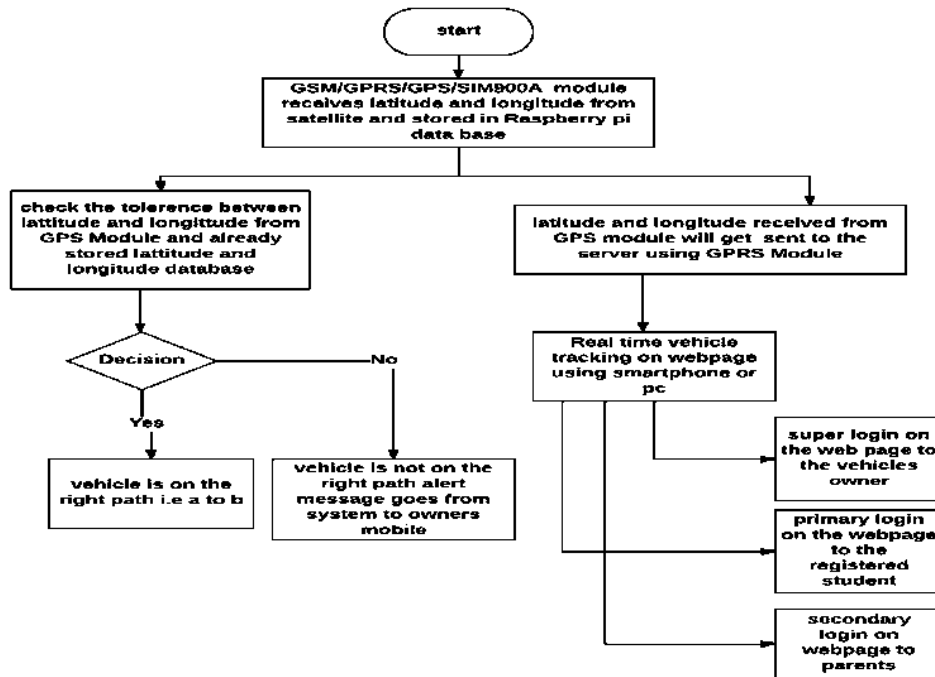 start
GSM/GPRS/GPS/SIM900A module
receives latitude and longitude from
satellite and stored in Raspberry pi
data base
check the tolerence between
lattitude and longittude from
GPS Module and already
stored lattitude and
longitude database
Decision
No
Yes
vehicle is on the
right path i.e a to b
vehicle is not on the
right path alert
message goes from
system to owners
mobile
latitude and longitude received from
GPS module will get sent to the
server using GPRS Module
Real time vehicle
tracking on webpage
using smartphone or
pc
super login on
the web page to
the vehicles
owner
primary login
on the webpage
to the
registered
student
socondary
login on
webpage to
parents